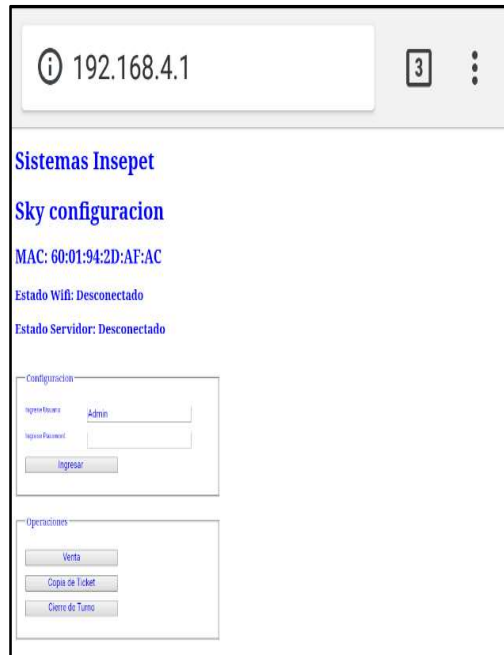 192.168.4.1
3
Sistemas Insepet
Sky configuracion
MAC: 60:01:94:2D:AF:AC
Estado Wifi: Desconectado
Estado Servidor: Desconectado
Configuracion
Ingrese Usuario
Admin
Ingrese Password
Ingresar
Operaciones
Venta
Copia de Ticket
Cierre de Turno